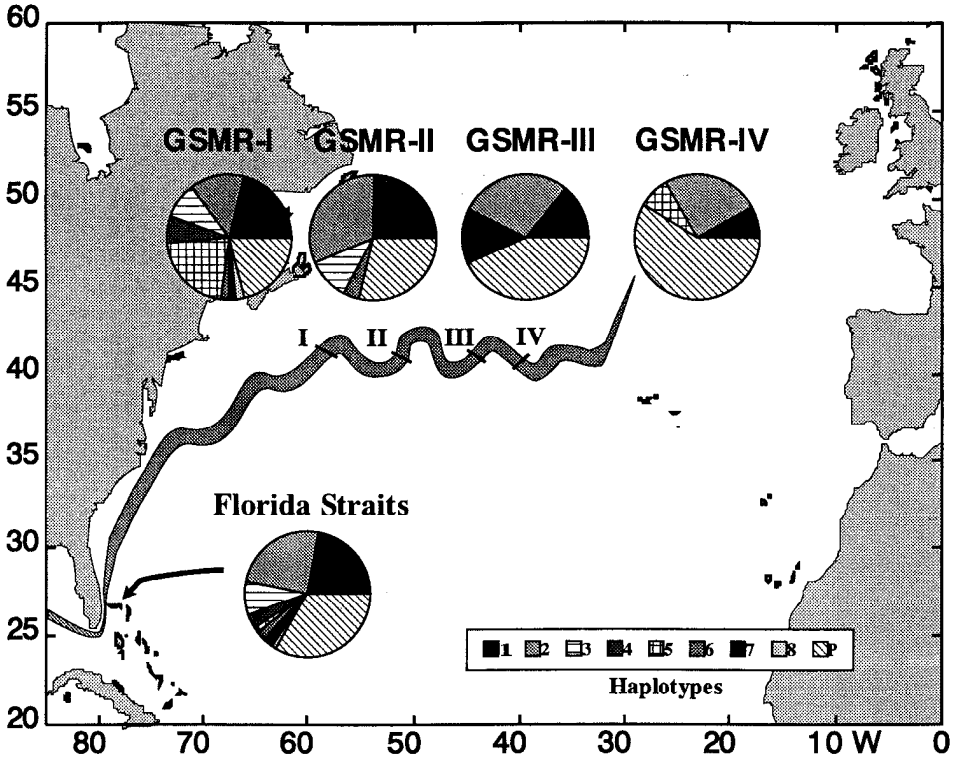 60
55
50
45
40
35
30
25
20
GSMR-I GSMR-II GSMR-III GSMR-IV
I II III IV
Florida Straits
1 2 3 4 5 6 7 8 P
Haplotypes
80 70 60 50 40 30 20 10 W 0